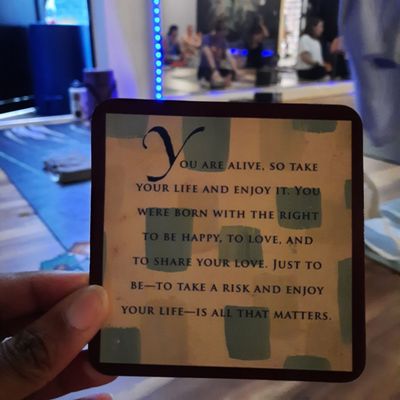 You are alive, so take
your life and enjoy it. You
were born with the right
to be happy, to love, and
to share your love. Just to
be—to take a risk and enjoy
your life—is all that matters.